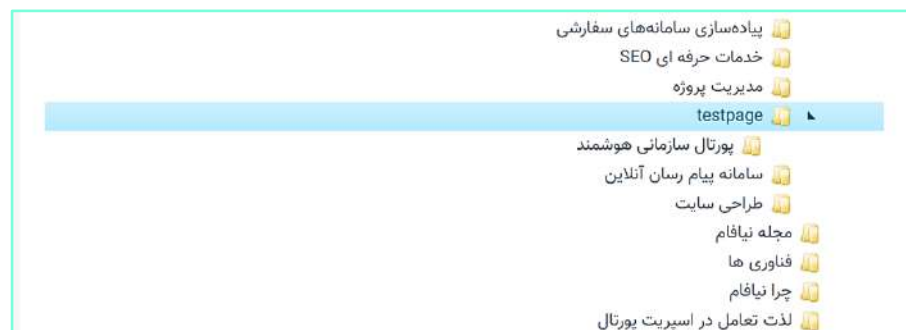 پیاده‌سازی سامانه‌های سفارشی
خدمات حرفه ای SEO
مدیریت پروژه
testpage
پورتال سازمانی هوشمند
سامانه پیام رسان آنلاین
طراحی سایت
مجله نیافام
فناوری ها
چرا نیافام
لذت تعامل در اسپریت پورتال